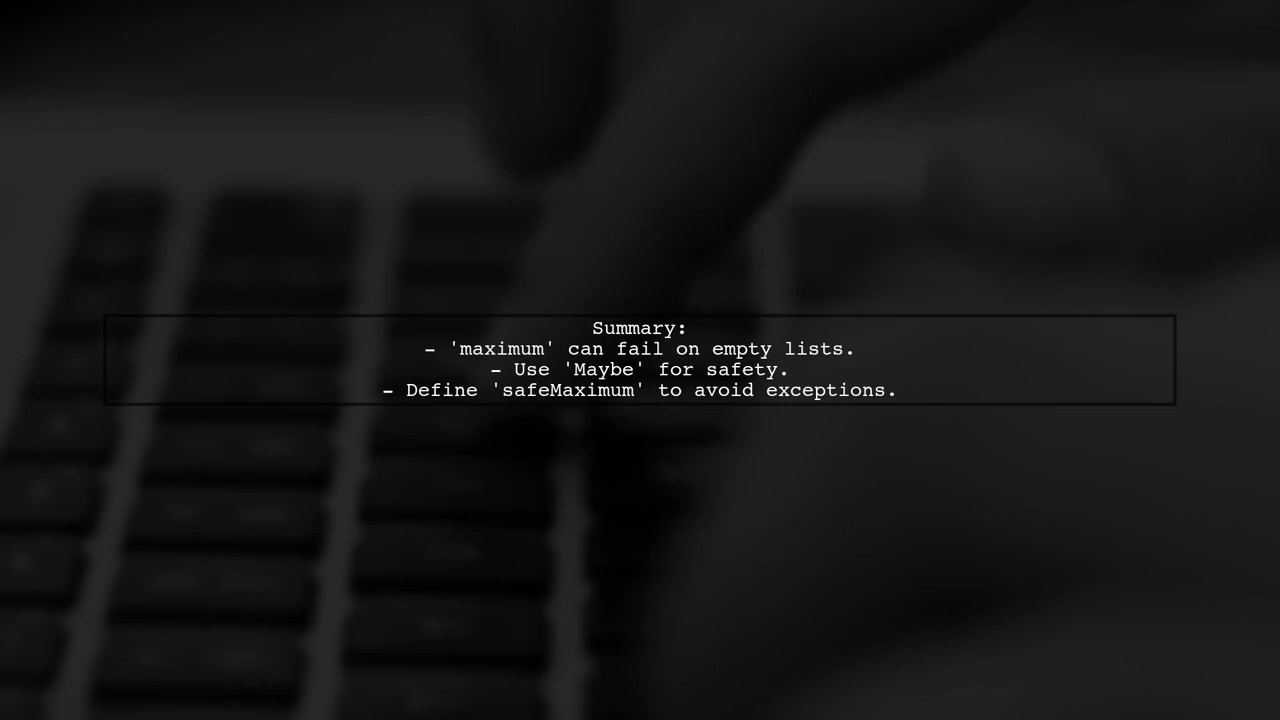 Summary:
- 'maximum' can fail on empty lists.
- Use 'Maybe' for safety.
- Define 'safeMaximum' to avoid exceptions.